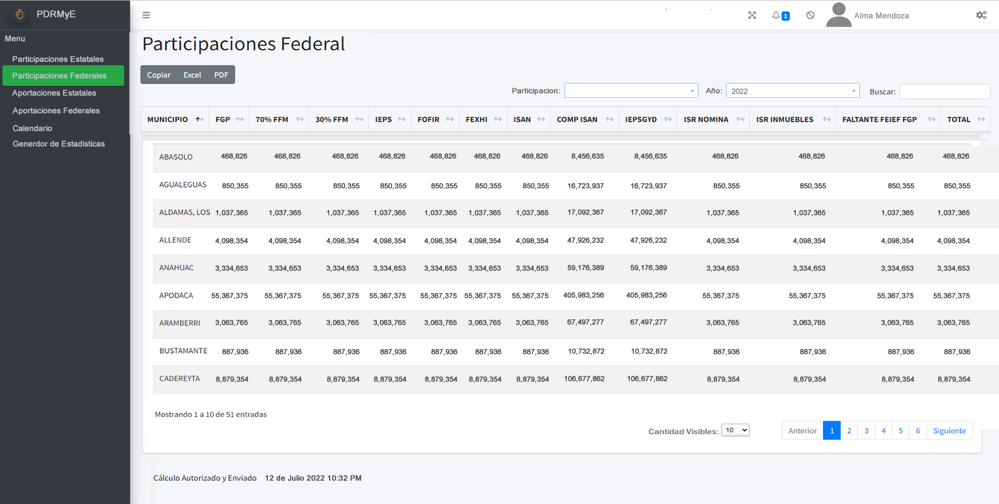 PDRMyE
Menu
Participaciones Estatales
Participaciones Federales
Aportaciones Estatales
Aportaciones Federales
Calendario
Generdor de Estadisticas
1
Alma Mendoza
Participaciones Federal
Copiar Excel PDF
Participacion: Año: 2022 Buscar:
MUNICIPIO FGP 70% FFM 30% FFM IEPS FOFIR FEXHI ISAN COMP ISAN IEPSGYD ISR NOMINA ISR INMUEBLES FALTANTE FEIEF FGP TOTAL
ABASOLO 468,826 468,826 468,826 468,826 468,826 468,826 468,826 8,456,635 8,456,635 468,826 468,826 468,826 468,826
AGUALEGUAS 850,355 850,355 850,355 850,355 850,355 850,355 850,355 16,723,937 16,723,937 850,355 850,355 850,355 850,355
ALDAMAS, LOS 1,037,365 1,037,365 1,037,365 1,037,365 1,037,365 1,037,365 1,037,365 17,092,367 17,092,367 1,037,365 1,037,365 1,037,365 1,037,365
ALLENDE 4,098,354 4,098,354 4,098,354 4,098,354 4,098,354 4,098,354 4,098,354 47,926,232 47,926,232 4,098,354 4,098,354 4,098,354 4,098,354
ANAHUAC 3,334,653 3,334,653 3,334,653 3,334,653 3,334,653 3,334,653 3,334,653 59,176,389 59,176,389 3,334,653 3,334,653 3,334,653 3,334,653
APODACA 55,367,375 55,367,375 55,367,375 55,367,375 55,367,375 55,367,375 55,367,375 405,983,256 405,983,256 55,367,375 55,367,375 55,367,375 55,367,375
ARAMBERRI 3,063,765 3,063,765 3,063,765 3,063,765 3,063,765 3,063,765 3,063,765 67,497,277 67,497,277 3,063,765 3,063,765 3,063,765 3,063,765
BUSTAMANTE 887,936 887,936 887,936 887,936 887,936 887,936 887,936 10,732,872 10,732,872 887,936 887,936 887,936 887,936
CADEREYTA 8,879,354 8,879,354 8,879,354 8,879,354 8,879,354 8,879,354 8,879,354 106,677,862 106,677,862 8,879,354 8,879,354 8,879,354 8,879,354
Mostrando 1 a 10 de 51 entradas
Cantidad Visibles: 10 Anterior 1 2 3 4 5 6 Siguiente
Cálculo Autorizado y Enviado 12 de Julio 2022 10:32 PM